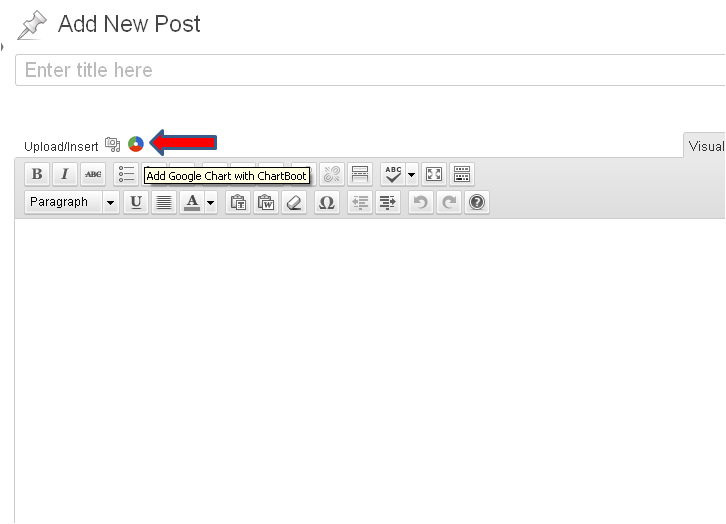 Add New Post
Enter title here
Upload/Insert
Visual
B I ABC ABC
Add Google Chart with ChartBoot
Paragraph U A T W Ω ?